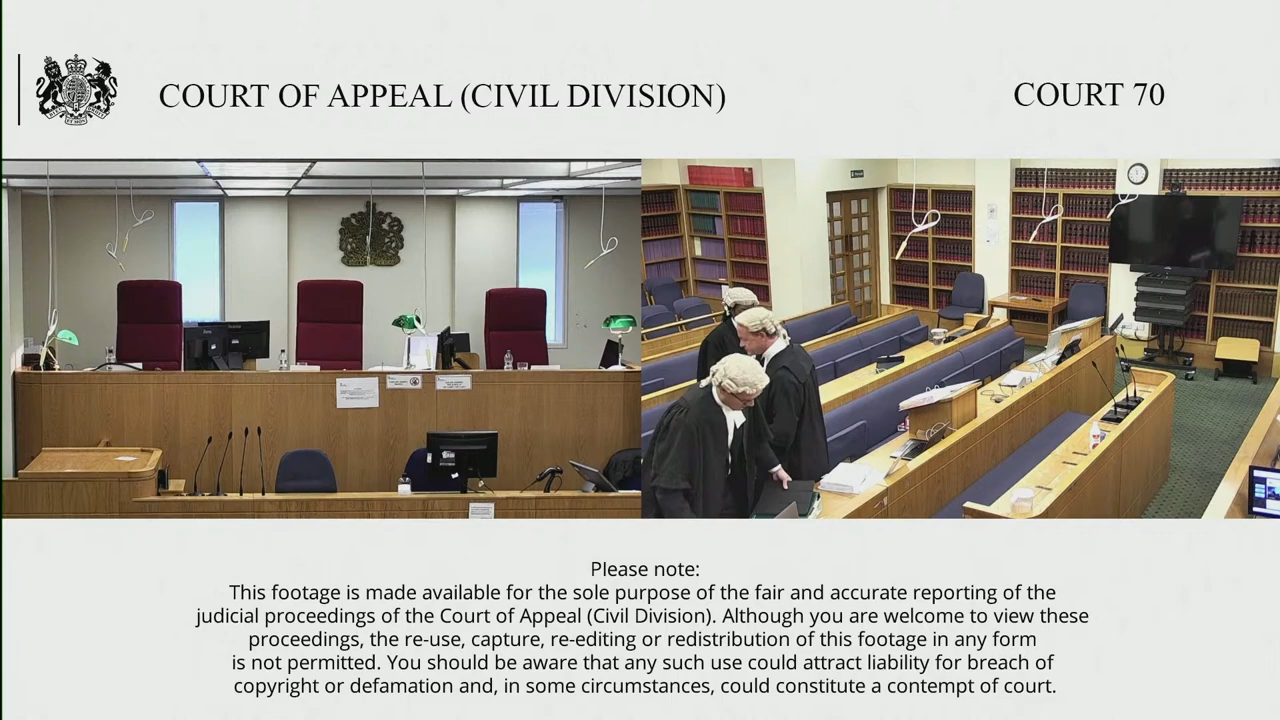 COURT OF APPEAL (CIVIL DIVISION)
COURT 70
Please note:
This footage is made available for the sole purpose of the fair and accurate reporting of the
judicial proceedings of the Court of Appeal (Civil Division). Although you are welcome to view these
proceedings, the re-use, capture, re-editing or redistribution of this footage in any form
is not permitted. You should be aware that any such use could attract liability for breach of
copyright or defamation and, in some circumstances, could constitute a contempt of court.